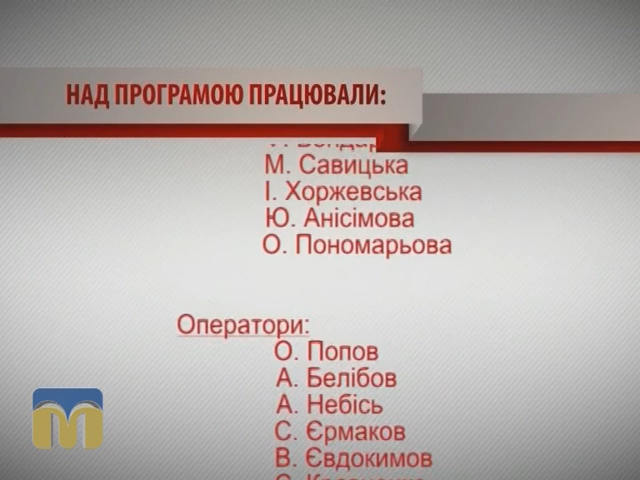 НАД ПРОГРАМОЮ ПРАЦЮВАЛИ:
М. Савицька
І. Хоржевська
Ю. Анісімова
О. Пономарьова
Оператори:
О. Попов
А. Белібов
А. Небісь
С. Єрмаков
В. Євдокимов